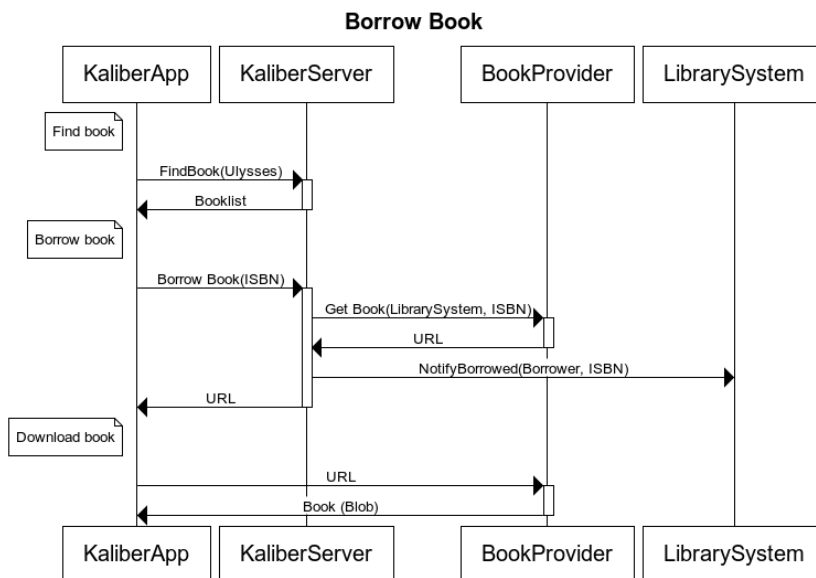 Borrow Book
KaliberApp
KaliberServer
BookProvider
LibrarySystem
Find book
FindBook(Ulysses)
Booklist
Borrow book
Borrow Book(ISBN)
Get Book(LibrarySystem, ISBN)
URL
NotifyBorrowed(Borrower, ISBN)
URL
Download book
URL
Book (Blob)
KaliberApp
KaliberServer
BookProvider
LibrarySystem